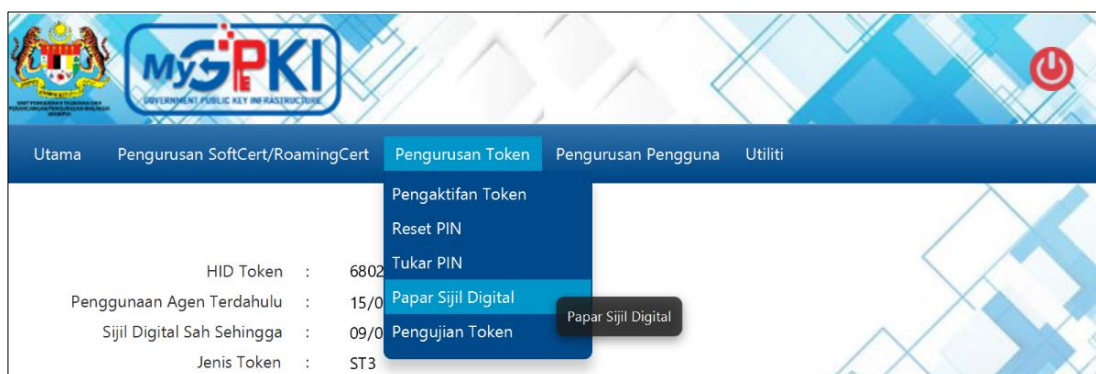 MyGPKI
GOVERNMENT PUBLIC KEY INFRASTRUCTURE
Utama Pengurusan SoftCert/RoamingCert Pengurusan Token Pengurusan Pengguna Utiliti
Pengaktifan Token
Reset PIN
Tukar PIN
Papar Sijil Digital
Papar Sijil Digital
Pengujian Token
HID Token : 6802
Penggunaan Agen Terdahulu : 15/0
Sijil Digital Sah Sehingga : 09/0
Jenis Token : ST3